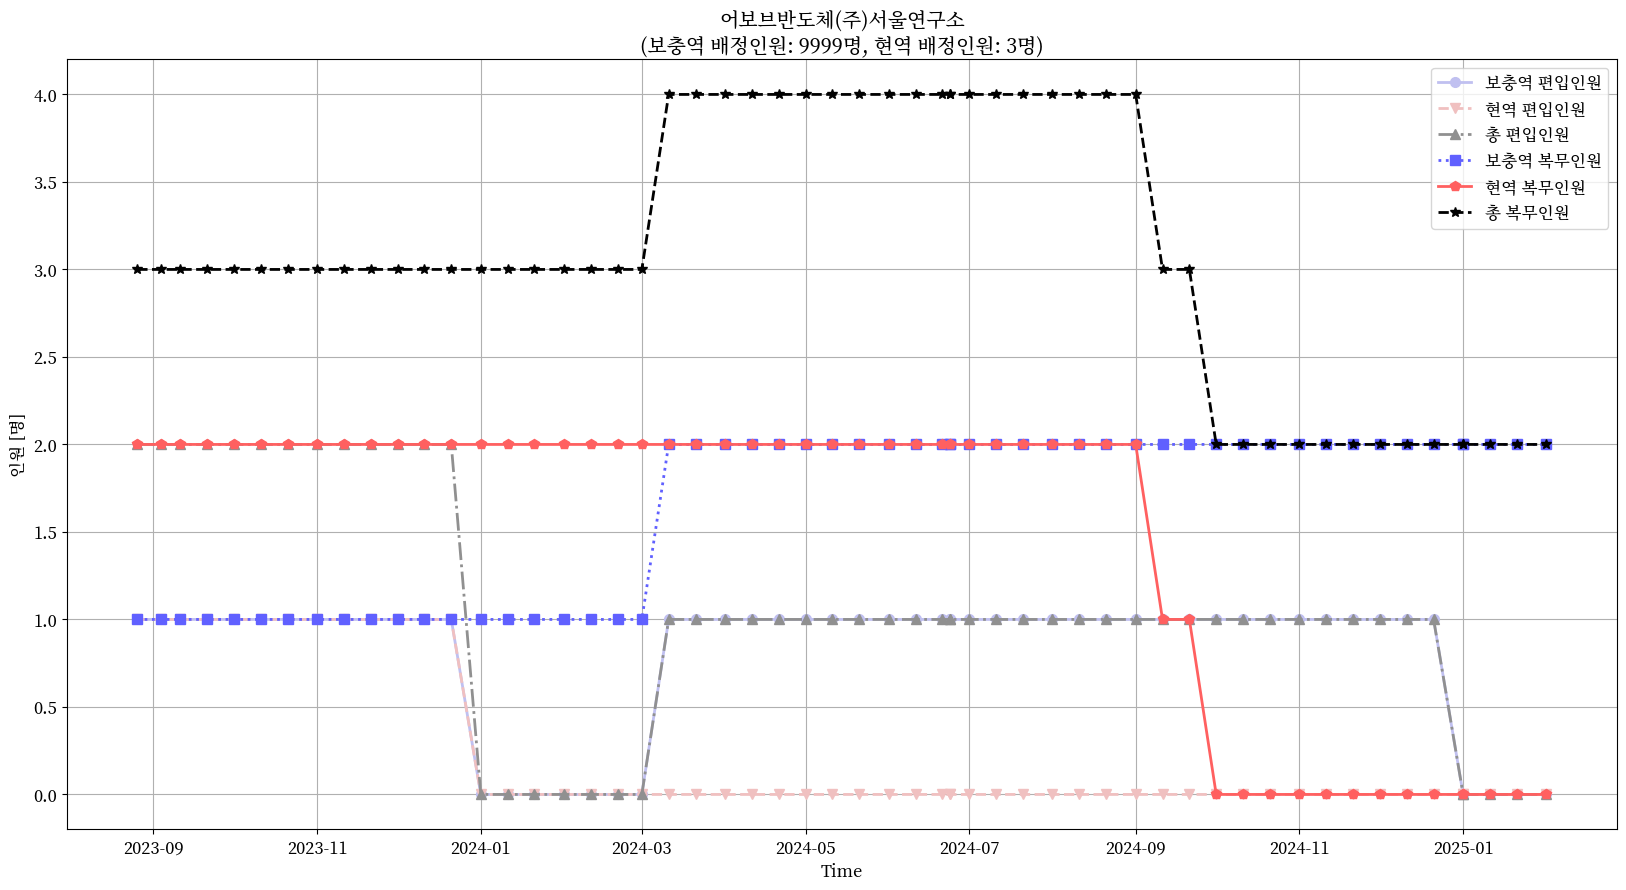 어보브반도체(주)서울연구소
(보충역 배정인원: 9999명, 현역 배정인원: 3명)
보충역 편입인원
현역 편입인원
총 편입인원
보충역 복무인원
현역 복무인원
총 복무인원
인원 [명]
4.0
3.5
3.0
2.5
2.0
1.5
1.0
0.5
0.0
2023-09
2023-11
2024-01
2024-03
2024-05
2024-07
2024-09
2024-11
2025-01
Time